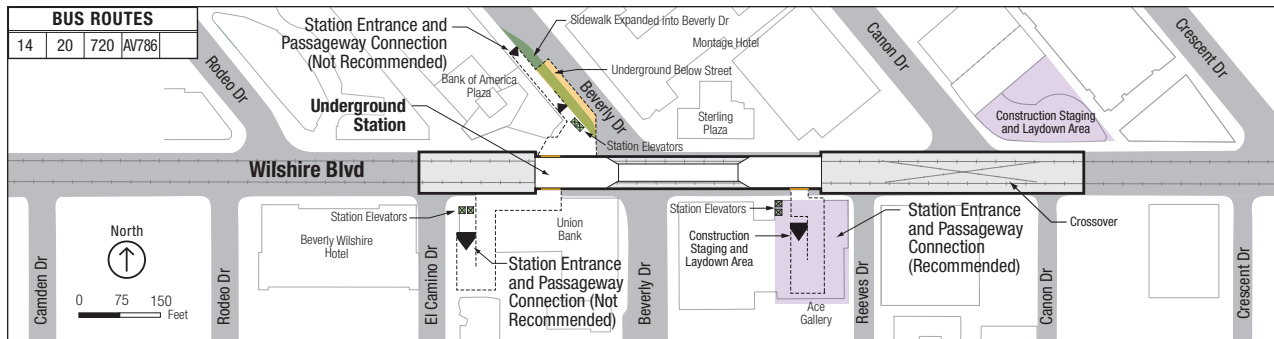 BUS ROUTES
14 20 720 AV786
Station Entrance and
Passageway Connection
(Not Recommended)
Sidewalk Expanded into Beverly Dr
Montage Hotel
Underground Below Street
Bank of America
Plaza
Rodeo Dr
Beverly Dr
Canon Dr
Crescent Dr
Underground
Station
Sterling
Plaza
Station Elevators
Construction Staging
and Laydown Area
Wilshire Blvd
Station Elevators
Beverly Wilshire
Hotel
Union
Bank
Station Entrance
and Passageway
Connection (Not
Recommended)
Station Elevators
Construction
Staging and
Laydown Area
Ace
Gallery
Station Entrance
and Passageway
Connection
(Recommended)
Crossover
North
0 75 150
Feet
Camden Dr
Rodeo Dr
El Camino Dr
Beverly Dr
Reeves Dr
Canon Dr
Crescent Dr